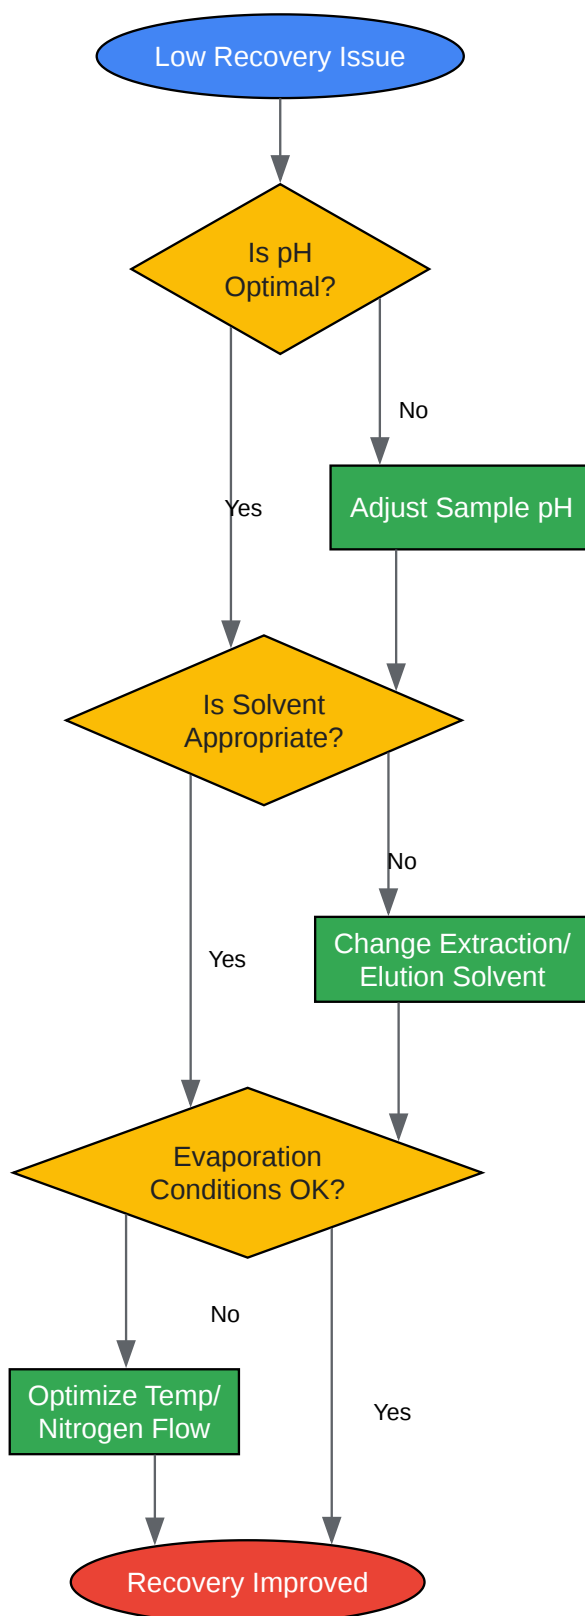 Low Recovery Issue
Is pH
Optimal?
No
Yes
Adjust Sample pH
Is Solvent
Appropriate?
No
Yes
Change Extraction/
Elution Solvent
Evaporation
Conditions OK?
No
Optimize Temp/
Nitrogen Flow
Yes
Recovery Improved